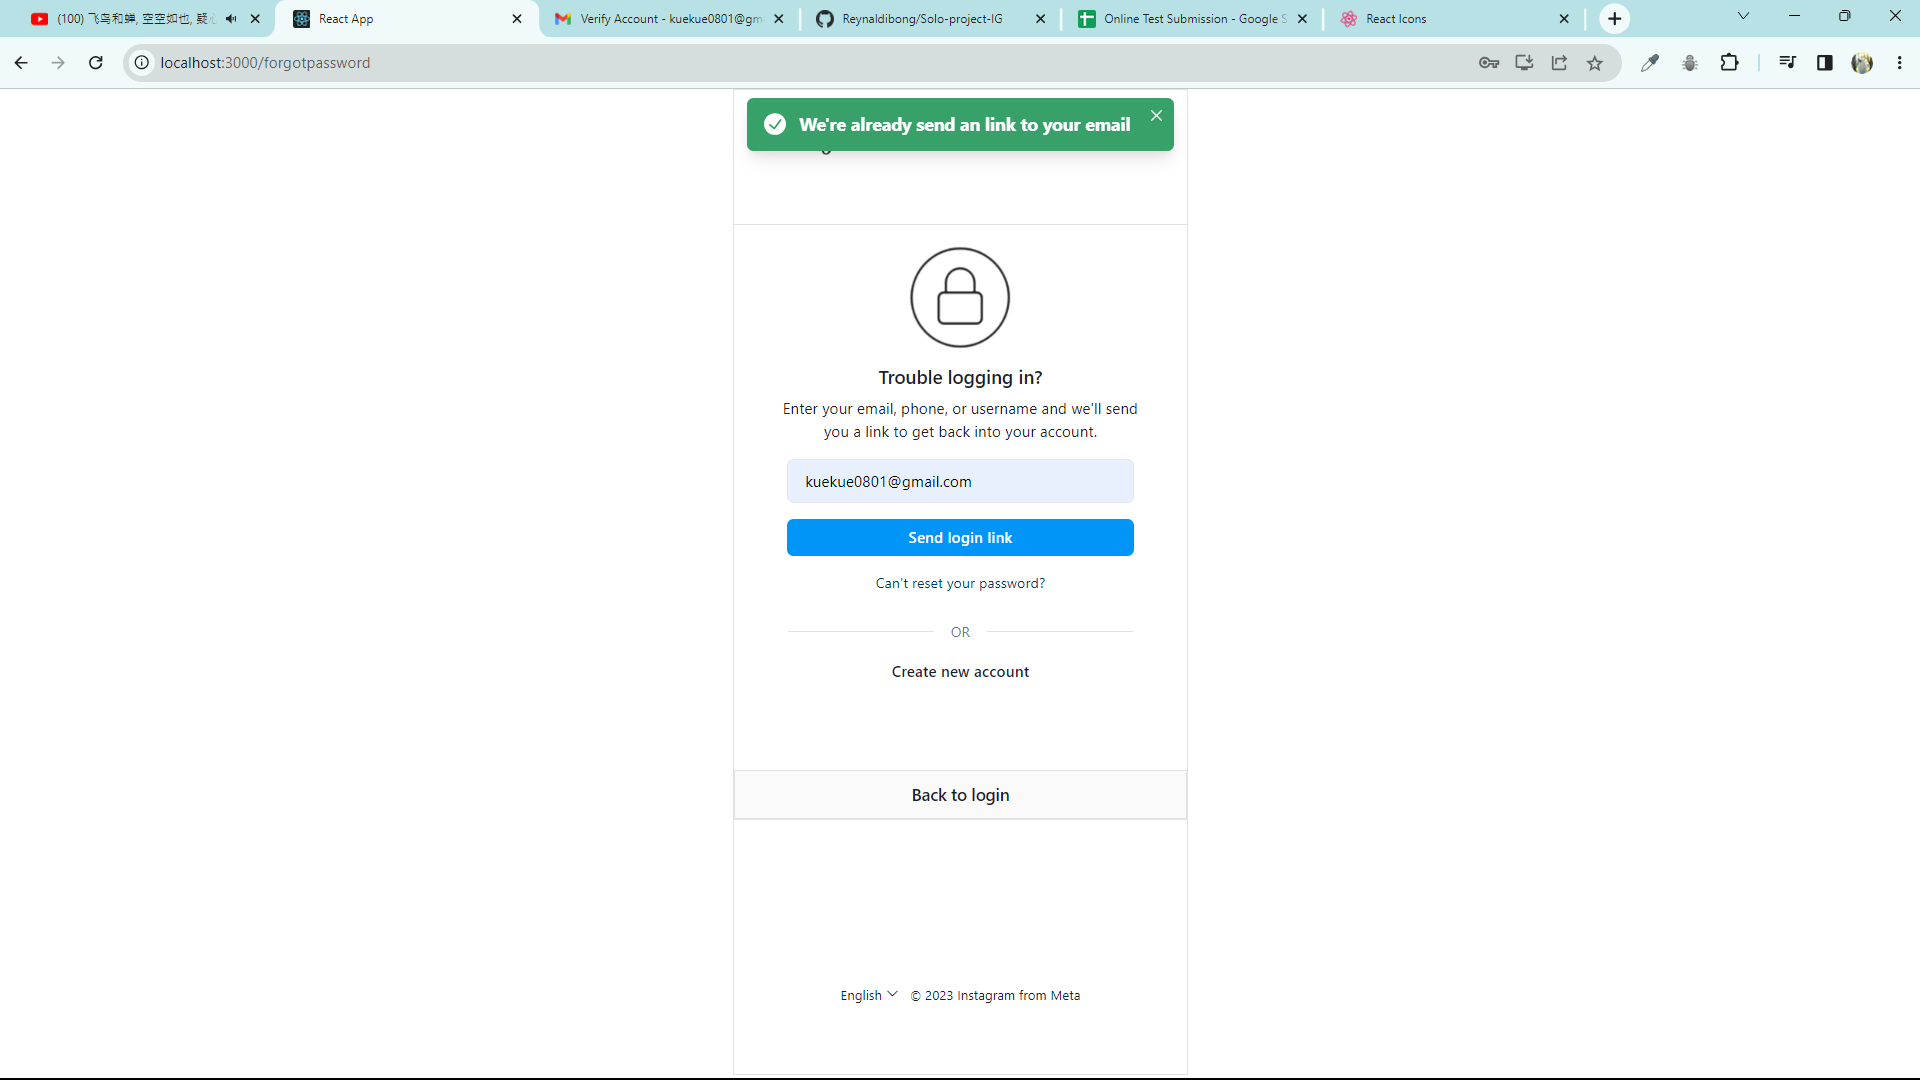 (100) 飞鸟和蝉, 空空如也, 疑心
React App
Verify Account - kuekue0801@gm
Reynaldibong/Solo-project-IG
Online Test Submission - Google S
React Icons
localhost:3000/forgotpassword
We're already send an link to your email
Trouble logging in?
Enter your email, phone, or username and we'll send
you a link to get back into your account.
kuekue0801@gmail.com
Send login link
Can't reset your password?
OR
Create new account
Back to login
English © 2023 Instagram from Meta